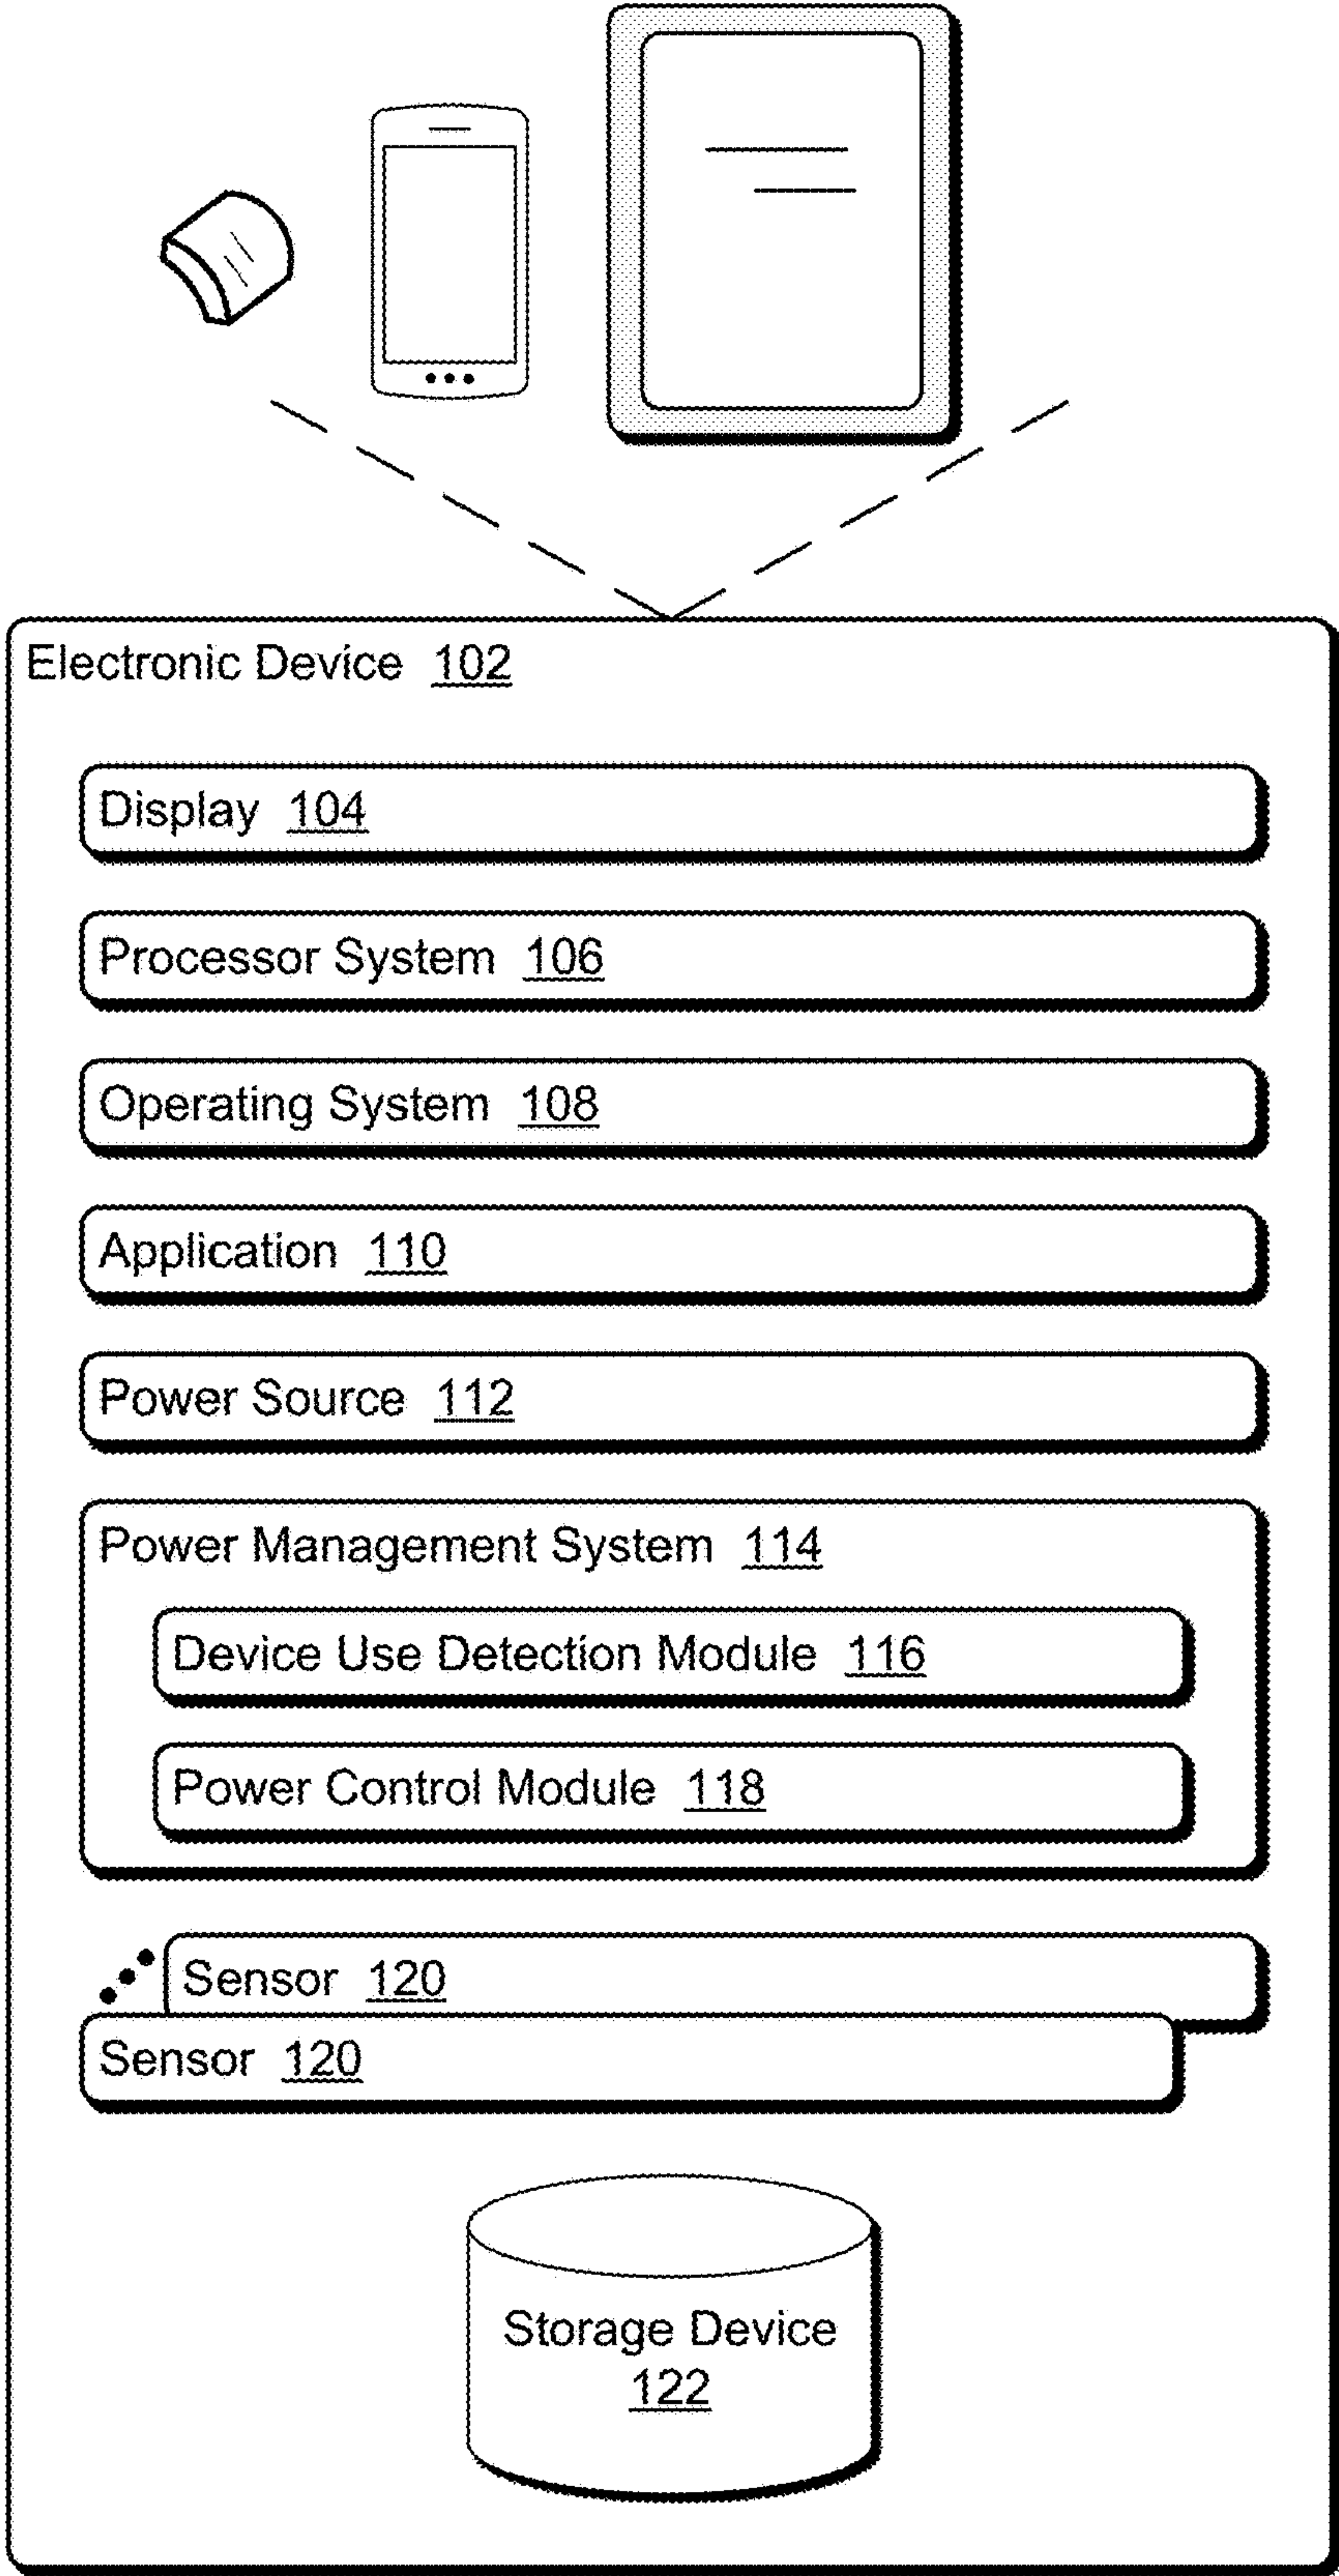 Electronic Device 102
Display 104
Processor System 106
Operating System 108
Application 110
Power Source 112
Power Management System 114
Device Use Detection Module 116
Power Control Module 118
Sensor 120
Sensor 120
Storage Device
122